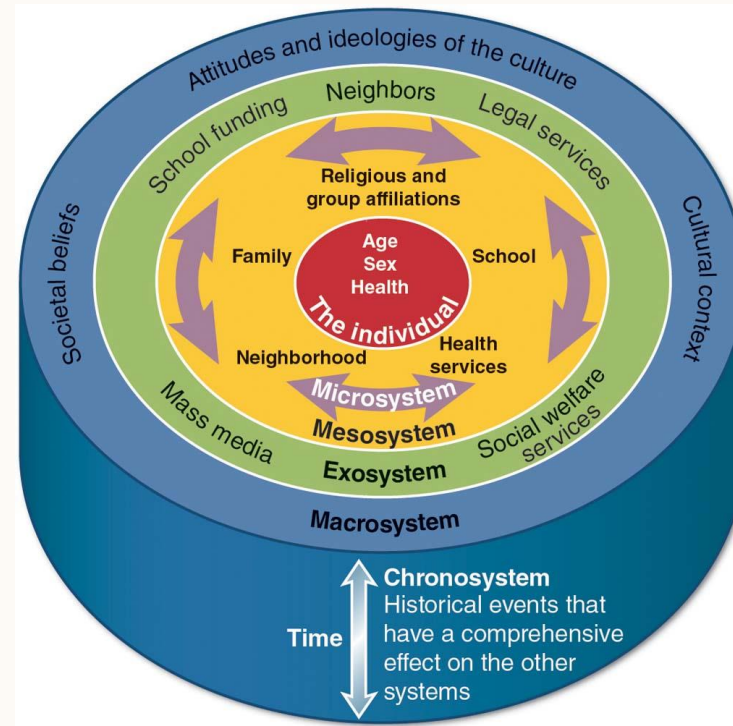 Attitudes and ideologies of the culture
Neighbors
School funding
Legal services
Religious and
group affiliations
Societal beliefs
Cultural context
Family
Age
Sex
Health
The individual
School
Neighborhood
Health
services
Microsystem
Mesosystem
Mass media
Social welfare
services
Exosystem
Macrosystem
Time
Chronosystem
Historical events that
have a comprehensive
effect on the other
systems